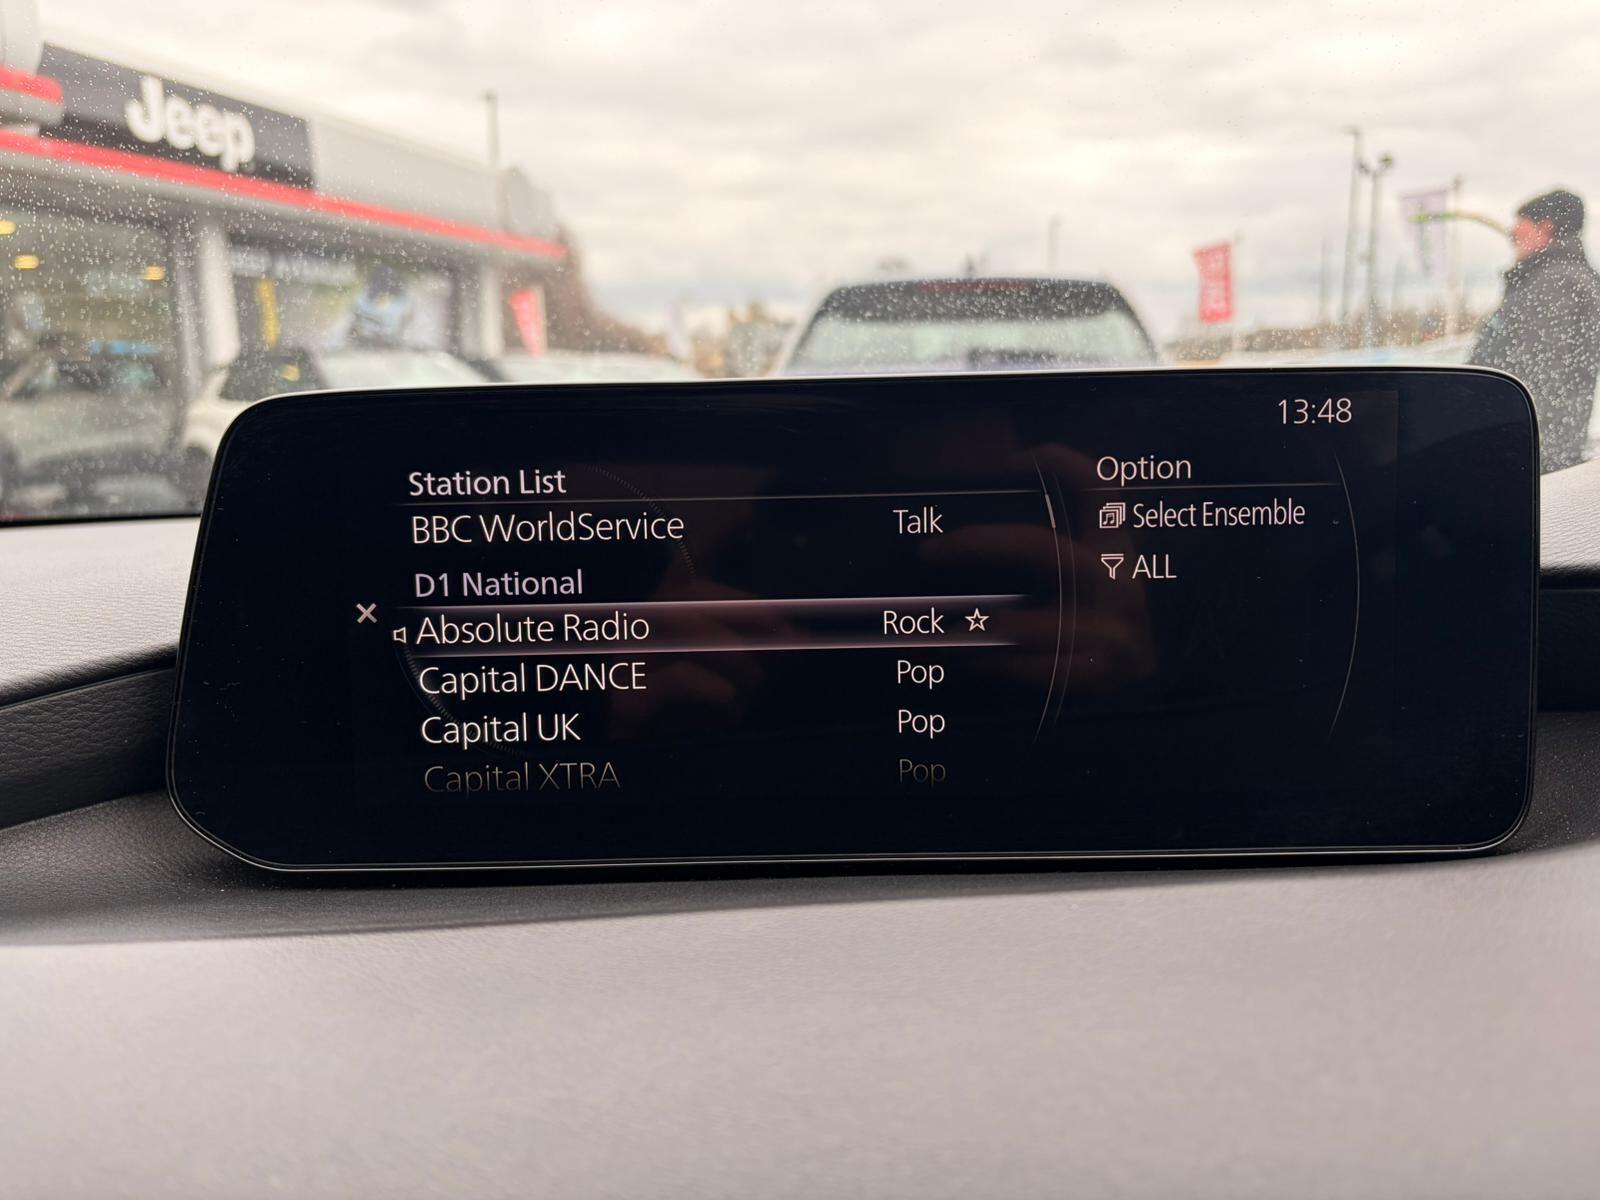 Jeep
13:48
Station List
BBC WorldService Talk
D1 National
Absolute Radio Rock
Capital DANCE Pop
Capital UK Pop
Capital XTRA Pop
Option
Select Ensemble
ALL